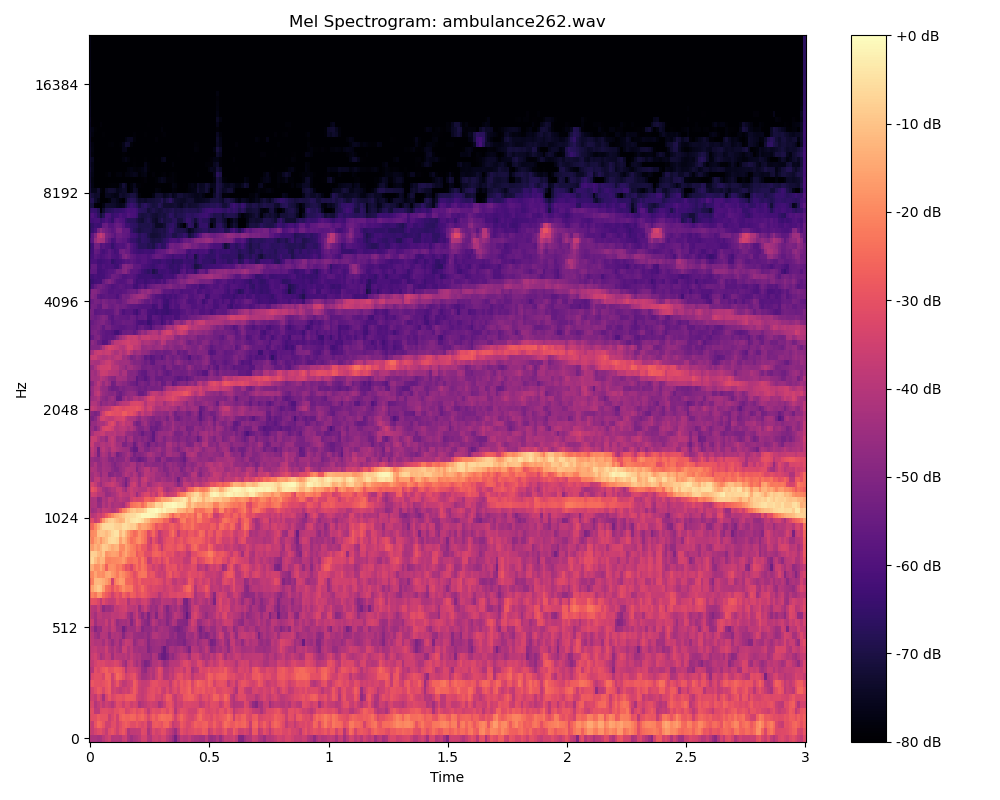 Mel Spectrogram: ambulance262.wav
Hz
16384
8192
4096
2048
1024
512
0
0
0.5
1
1.5
2
2.5
3
Time
+0 dB
-10 dB
-20 dB
-30 dB
-40 dB
-50 dB
-60 dB
-70 dB
-80 dB